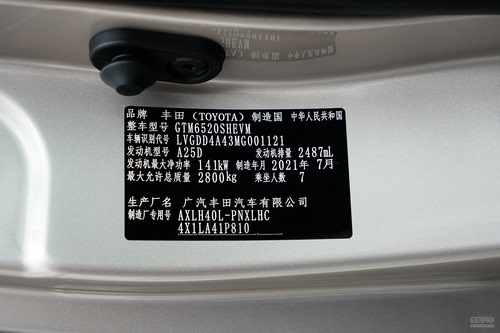 品牌 丰田(TOYOTA) 制造国 中华人民共和国
整车型号 GTM6520SHEVM
车辆识别代号 LVGDD4A43MG001121
发动机型号 A25D 发动机排量 2487mL
发动机最大净功率 141kW 制造年月 2021年 7月
最大允许总质量 2800kg 乘坐人数 7
生产厂名 广汽丰田汽车有限公司
制造厂专用号 AXLH40L-PNXLHC
4X1LA41P810